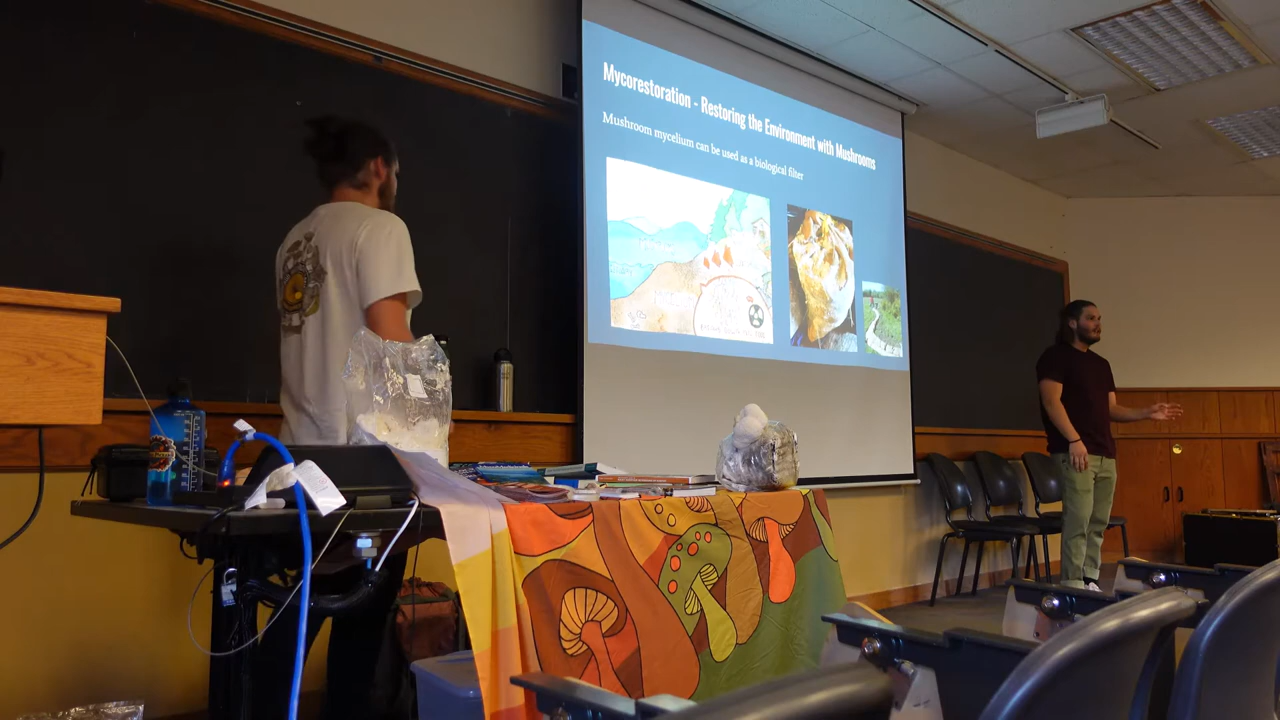 Mycorestoration - Restoring the Environment with Mushrooms
Mushroom mycelium can be used as a biological filter